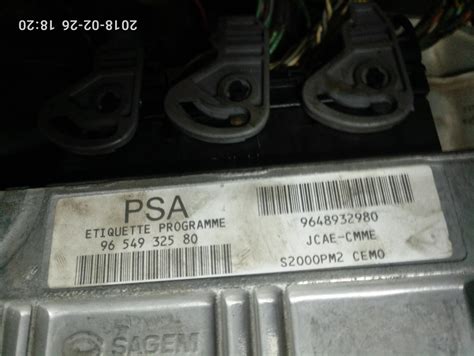 2018-02-26 18:20
PSA
ETIQUETTE PROGRAMME
96 549 325 80
9648932980
JCAE-CMME
S2000PM2 CEMO
SAGEM